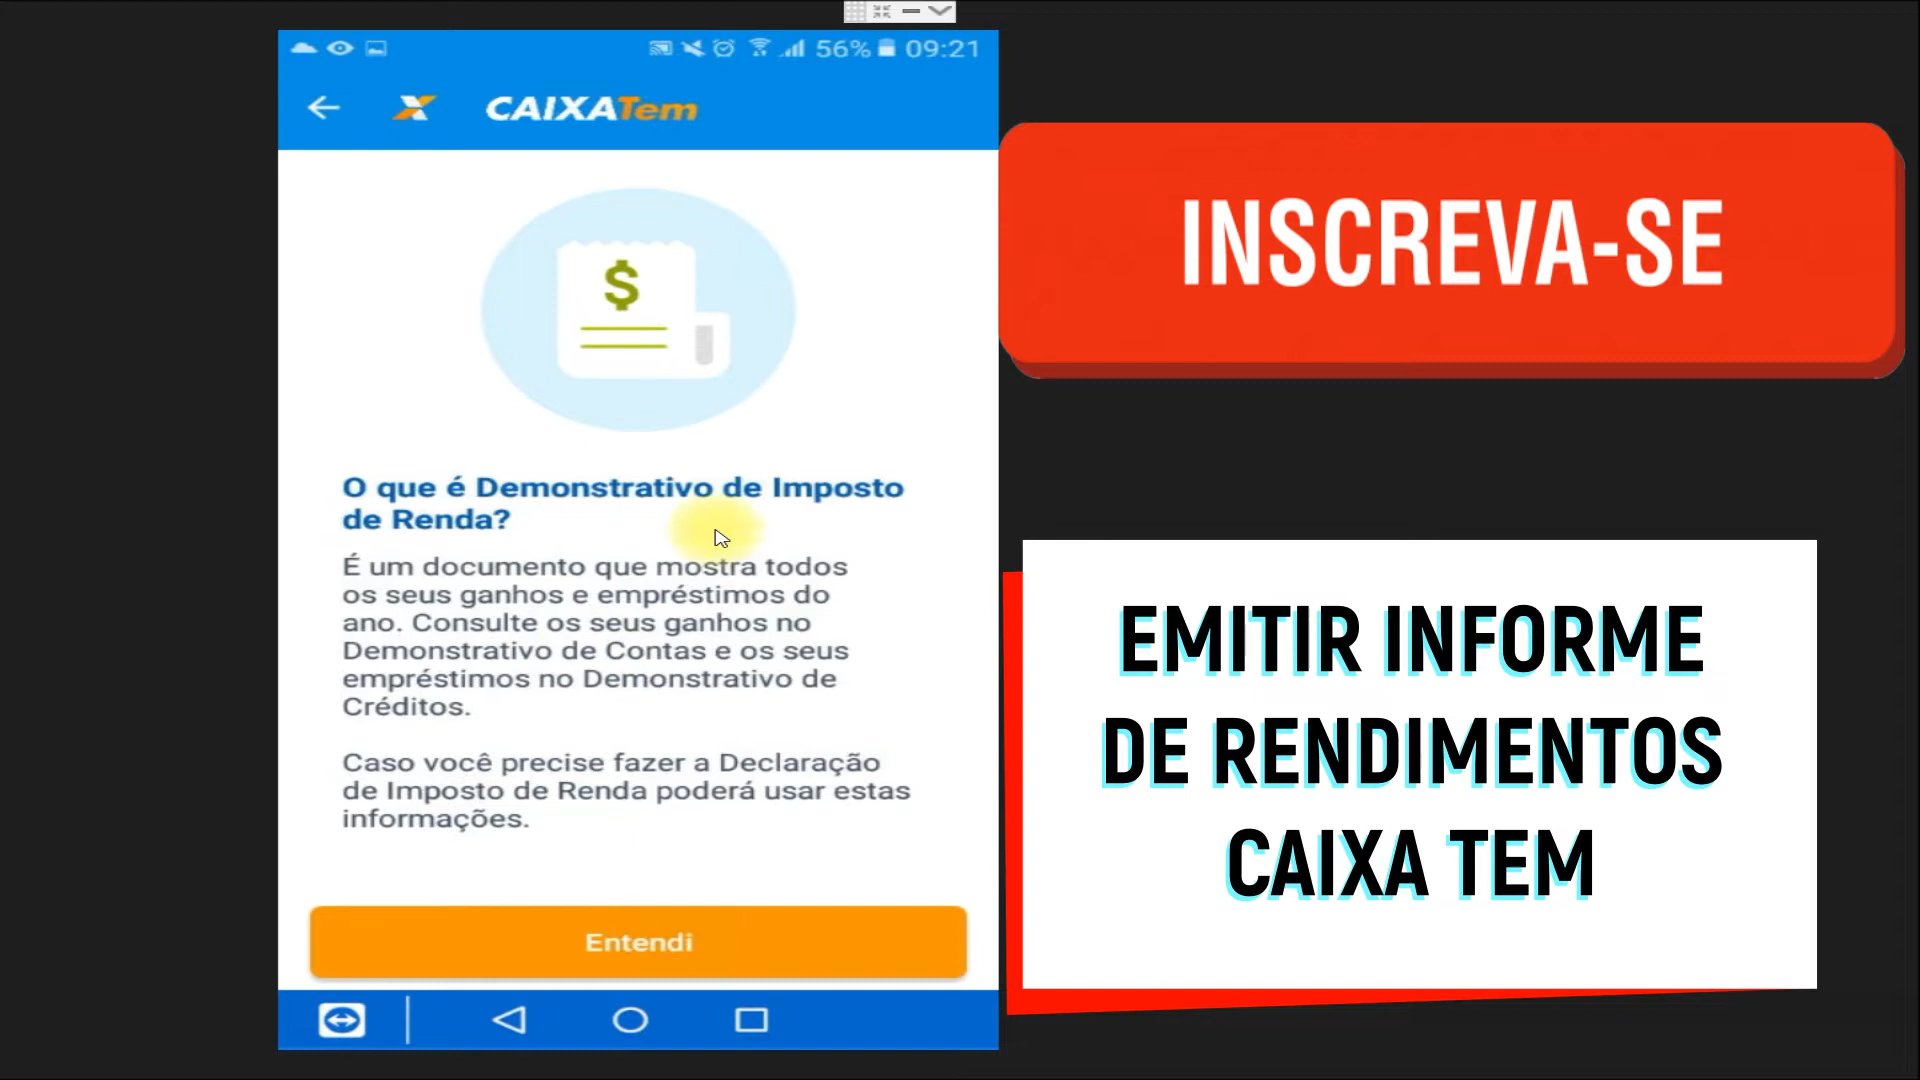 56% 09:21
CAIXATem
$
O que é Demonstrativo de Imposto
de Renda?
É um documento que mostra todos
os seus ganhos e empréstimos do
ano. Consulte os seus ganhos no
Demonstrativo de Contas e os seus
empréstimos no Demonstrativo de
Créditos.
Caso você precise fazer a Declaração
de Imposto de Renda poderá usar estas
informações.
Entendi
INSCREVA-SE
EMITIR INFORME
DE RENDIMENTOS
CAIXA TEM